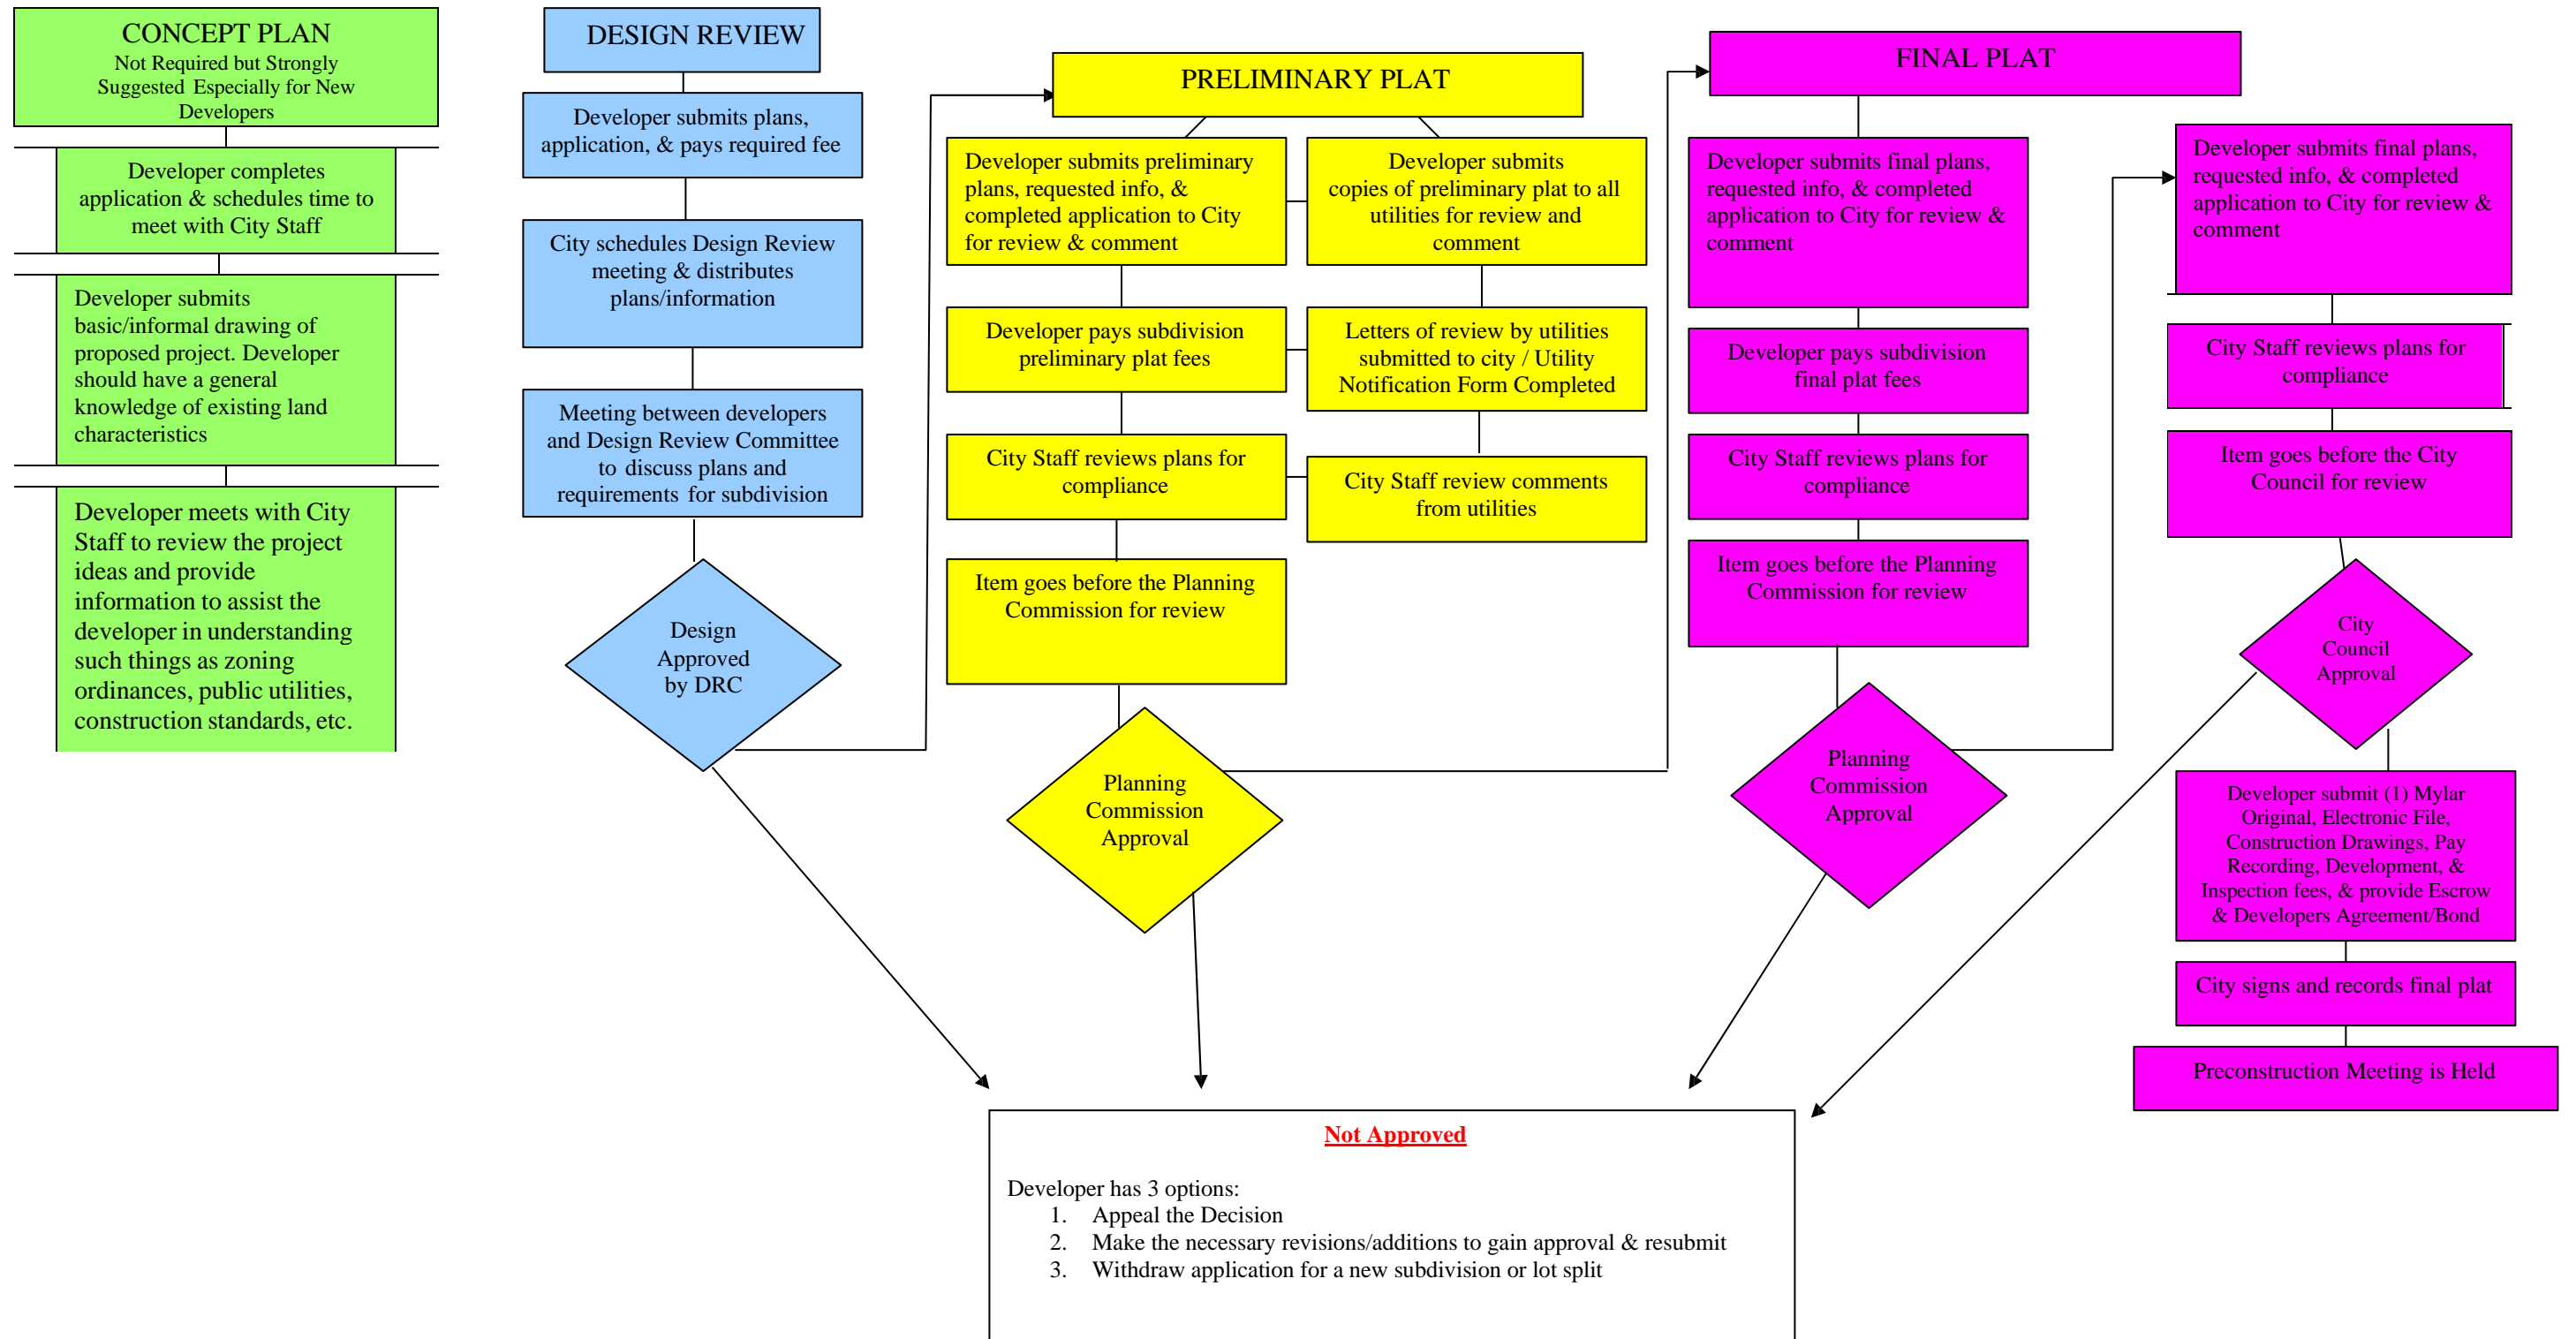 CONCEPT PLAN
Not Required but Strongly
Suggested Especially for New
Developers
Developer completes
application & schedules time to
meet with City Staff
Developer submits
basic/informal drawing of
proposed project. Developer
should have a general
knowledge of existing land
characteristics
Developer meets with City
Staff to review the project
ideas and provide
information to assist the
developer in understanding
such things as zoning
ordinances, public utilities,
construction standards, etc.
DESIGN REVIEW
Developer submits plans,
application, & pays required fee
City schedules Design Review
meeting & distributes
plans/information
Meeting between developers
and Design Review Committee
to discuss plans and
requirements for subdivision
Design
Approved
by DRC
PRELIMINARY PLAT
Developer submits preliminary
plans, requested info, &
completed application to City
for review & comment
Developer pays subdivision
preliminary plat fees
City Staff reviews plans for
compliance
Item goes before the Planning
Commission for review
Developer submits
copies of preliminary plat to all
utilities for review and
comment
Letters of review by utilities
submitted to city / Utility
Notification Form Completed
City Staff review comments
from utilities
Planning
Commission
Approval
FINAL PLAT
Developer submits final plans,
requested info, & completed
application to City for review &
comment
Developer pays subdivision
final plat fees
City Staff reviews plans for
compliance
Item goes before the Planning
Commission for review
Planning
Commission
Approval
Developer submits final plans,
requested info, & completed
application to City for review &
comment
City Staff reviews plans for
compliance
Item goes before the City
Council for review
City
Council
Approval
Developer submit (1) Mylar
Original, Electronic File,
Construction Drawings, Pay
Recording, Development, &
Inspection fees, & provide Escrow
& Developers Agreement/Bond
City signs and records final plat
Preconstruction Meeting is Held
Not Approved
Developer has 3 options:
1. Appeal the Decision
2. Make the necessary revisions/additions to gain approval & resubmit
3. Withdraw application for a new subdivision or lot split